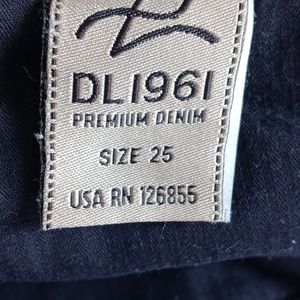 DL1961
PREMIUM DENIM
SIZE 25
USA RN 126855